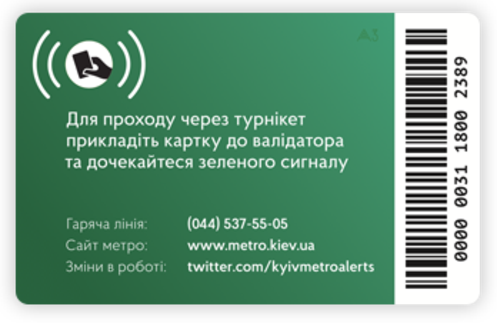 А3
Для проходу через турнікет
прикладіть картку до валідатора
та дочекайтеся зеленого сигналу
Гаряча лінія: (044) 537-55-05
Сайт метро: www.metro.kiev.ua
Зміни в роботі: twitter.com/kyivmetroalerts
0000 0031 1800 2389